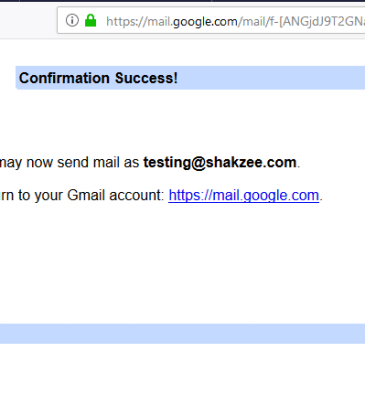 https://mail.google.com/mail/f-[ANGjdJ9T2GNa
Confirmation Success!
may now send mail as testing@shakzee.com.
rn to your Gmail account: https://mail.google.com.